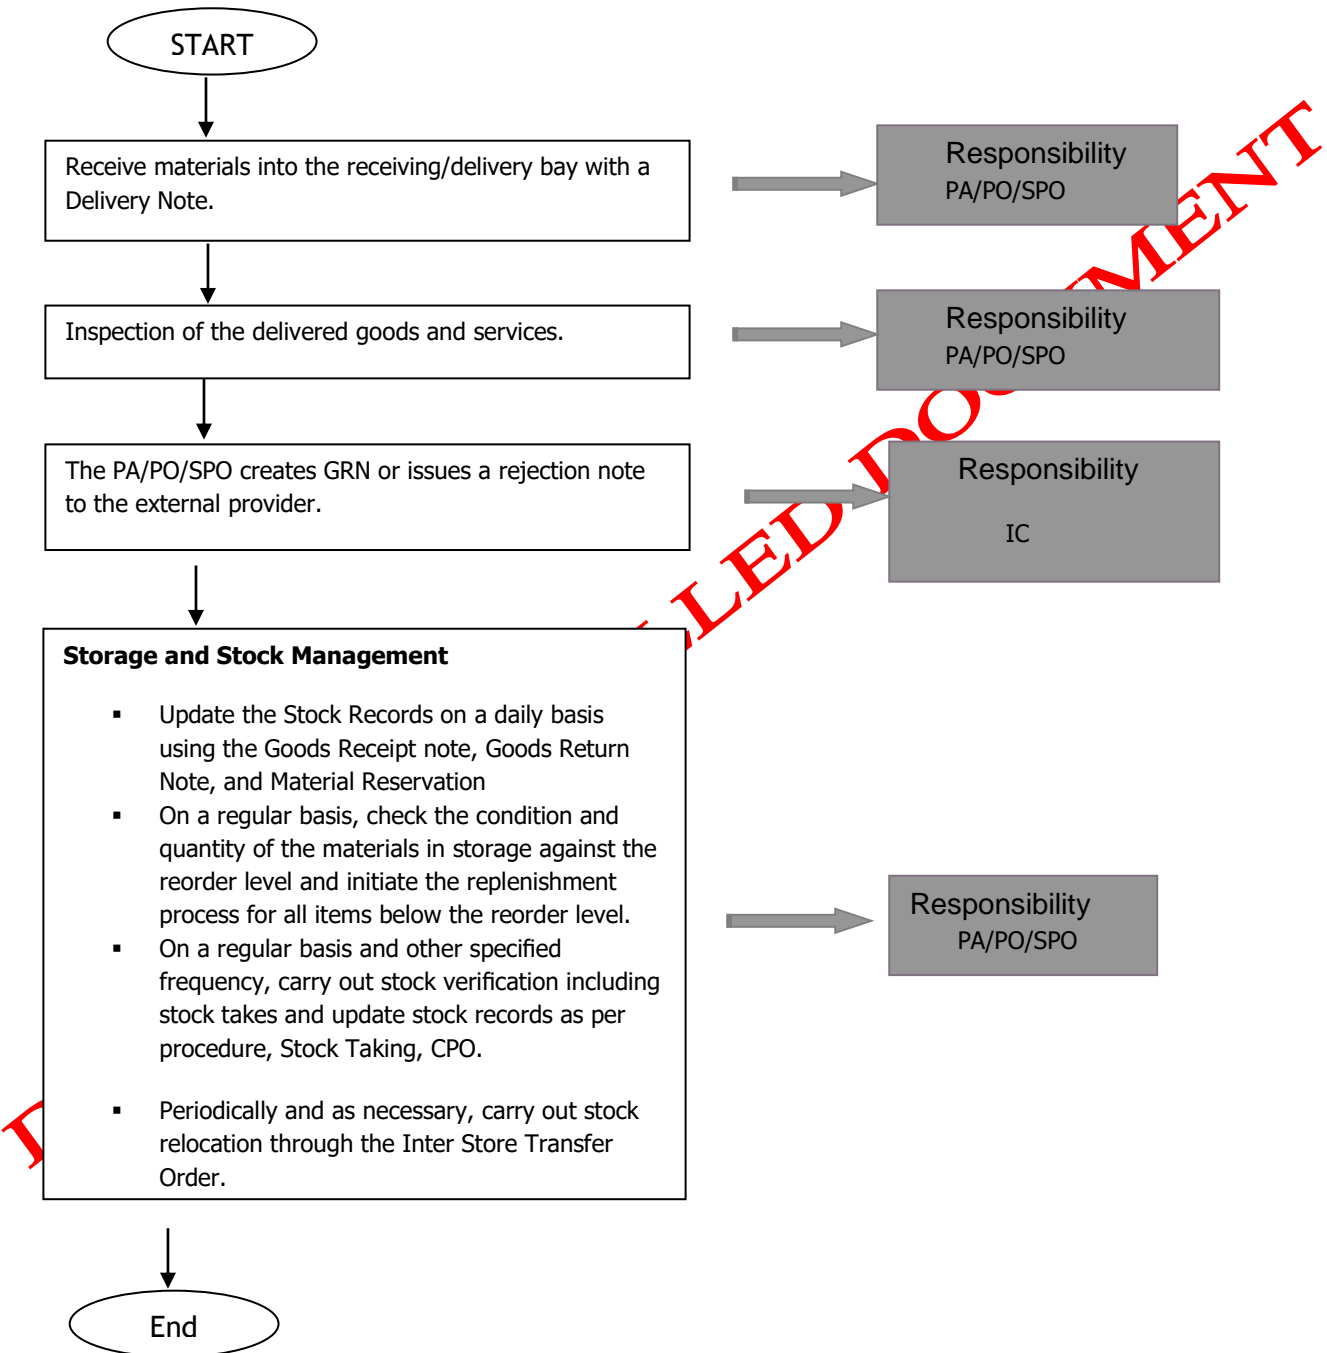 START
Receive materials into the receiving/delivery bay with a
Delivery Note.
Responsibility
PA/PO/SPO
Inspection of the delivered goods and services.
Responsibility
PA/PO/SPO
The PA/PO/SPO creates GRN or issues a rejection note
to the external provider.
Responsibility
IC
Storage and Stock Management
▪ Update the Stock Records on a daily basis
using the Goods Receipt note, Goods Return
Note, and Material Reservation
▪ On a regular basis, check the condition and
quantity of the materials in storage against the
reorder level and initiate the replenishment
process for all items below the reorder level.
▪ On a regular basis and other specified
frequency, carry out stock verification including
stock takes and update stock records as per
procedure, Stock Taking, CPO.
▪ Periodically and as necessary, carry out stock
relocation through the Inter Store Transfer
Order.
Responsibility
PA/PO/SPO
End